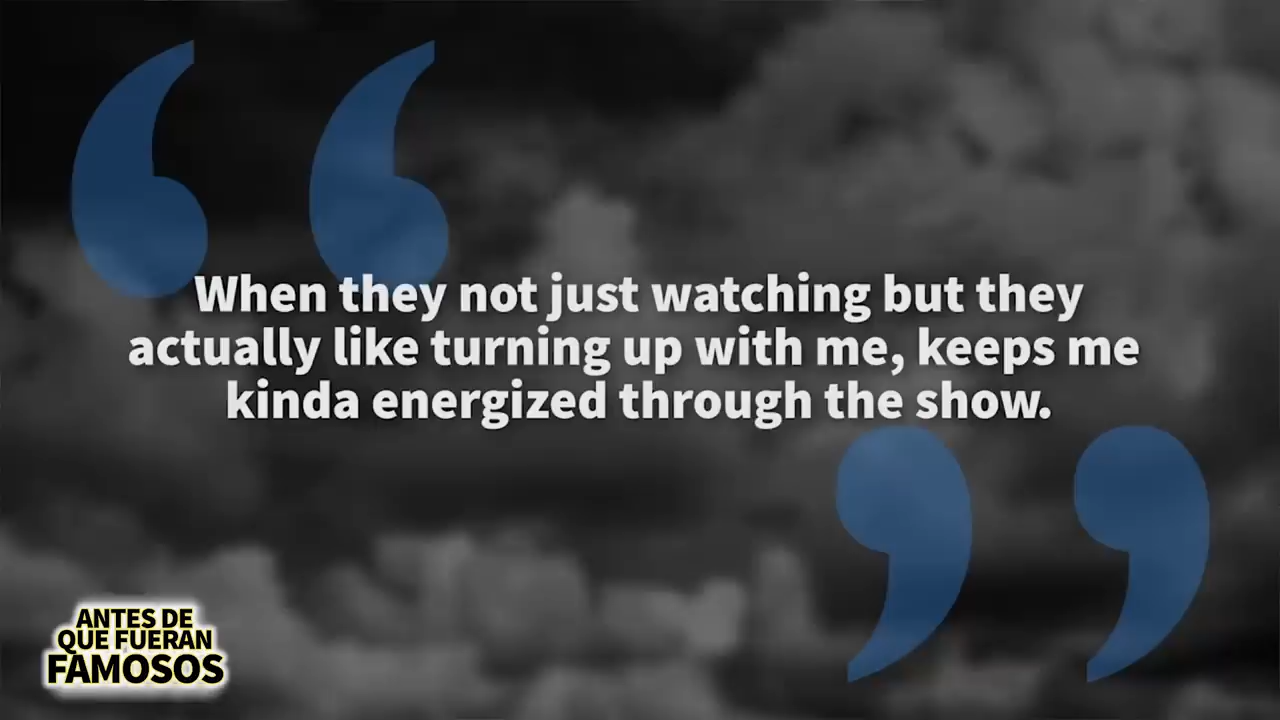 When they not just watching but they
actually like turning up with me, keeps me
kinda energized through the show.
ANTES DE
QUE FUERAN
FAMOSOS